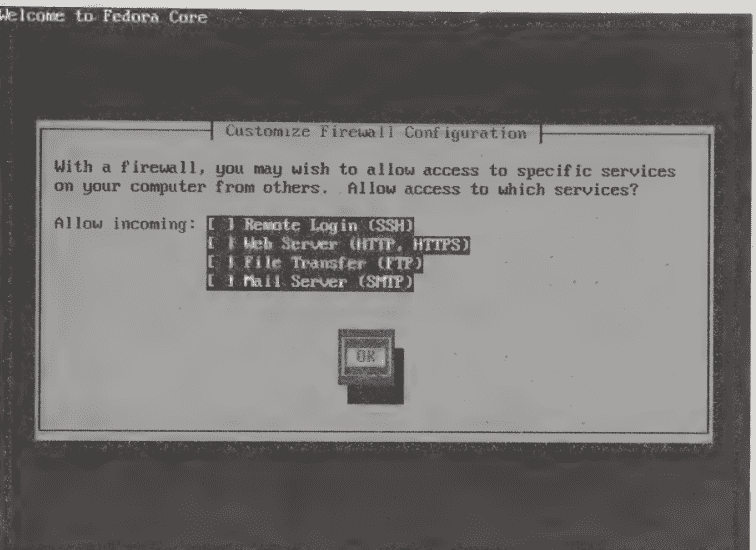 Welcome to Fedora Core
Customize Firewall Configuration
With a firewall, you may wish to allow access to specific services
on your computer from others.  Allow access to which services?
Allow incoming: [ ] Remote Login (SSH)
[ ] Web Server (HTTP, HTTPS)
[ ] File Transfer (FTP)
[ ] Mail Server (SMTP)
OK